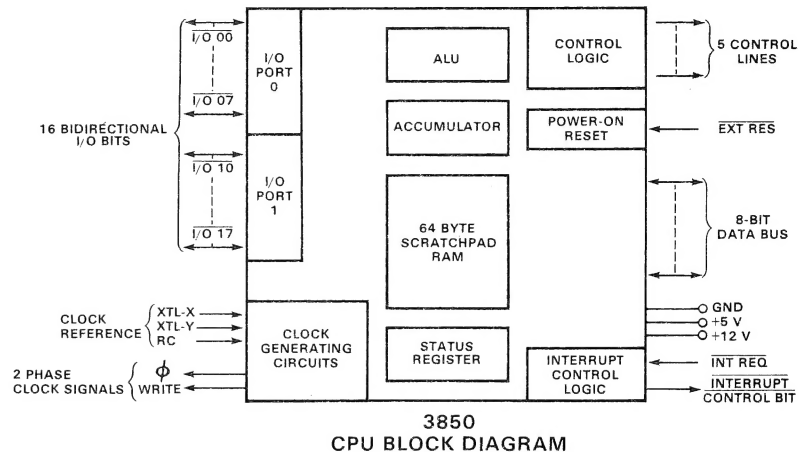 I/O 00
I/O 07
16 BIDIRECTIONAL
I/O BITS
I/O 10
I/O 17
I/O
PORT
0
I/O
PORT
1
ALU
ACCUMULATOR
64 BYTE
SCRATCHPAD
RAM
STATUS
REGISTER
CONTROL
LOGIC
5 CONTROL
LINES
POWER-ON
RESET
EXT RES
8-BIT
DATA BUS
GND
+5 V
+12 V
CLOCK
REFERENCE
XTL-X
XTL-Y
RC
CLOCK
GENERATING
CIRCUITS
2 PHASE
CLOCK SIGNALS
ϕ
WRITE
INTERRUPT
CONTROL
LOGIC
INT REQ
INTERRUPT
CONTROL BIT
3850
CPU BLOCK DIAGRAM